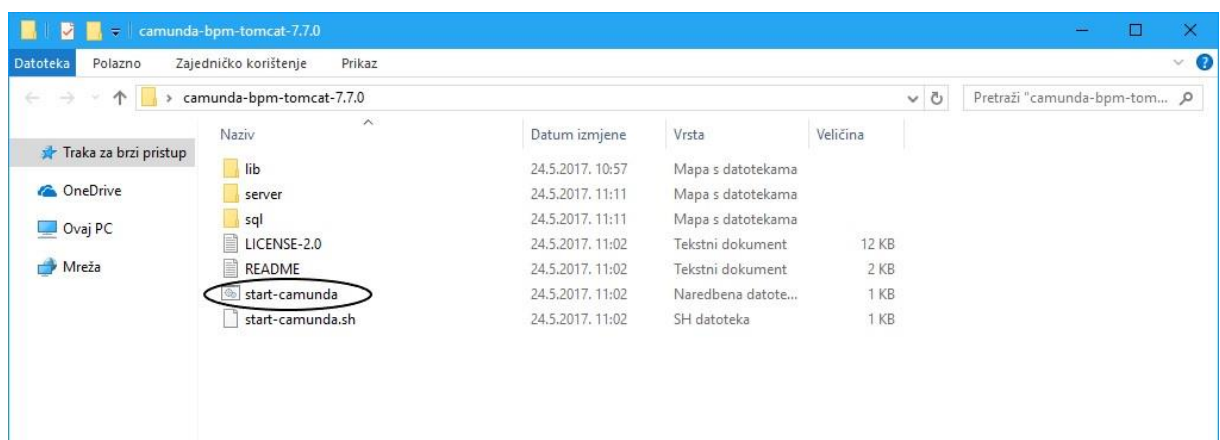 camunda-bpm-tomcat-7.7.0
Datoteka Polazno Zajedničko korištenje Prikaz
camunda-bpm-tomcat-7.7.0 Pretraži "camunda-bpm-tom...
Naziv Datum izmjene Vrsta Veličina
Traka za brzi pristup
OneDrive
Ovaj PC
Mreža
lib 24.5.2017. 10:57 Mapa s datotekama
server 24.5.2017. 11:11 Mapa s datotekama
sql 24.5.2017. 11:11 Mapa s datotekama
LICENSE-2.0 24.5.2017. 11:02 Tekstni dokument 12 KB
README 24.5.2017. 11:02 Tekstni dokument 2 KB
start-camunda 24.5.2017. 11:02 Naredbena datote... 1 KB
start-camunda.sh 24.5.2017. 11:02 SH datoteka 1 KB